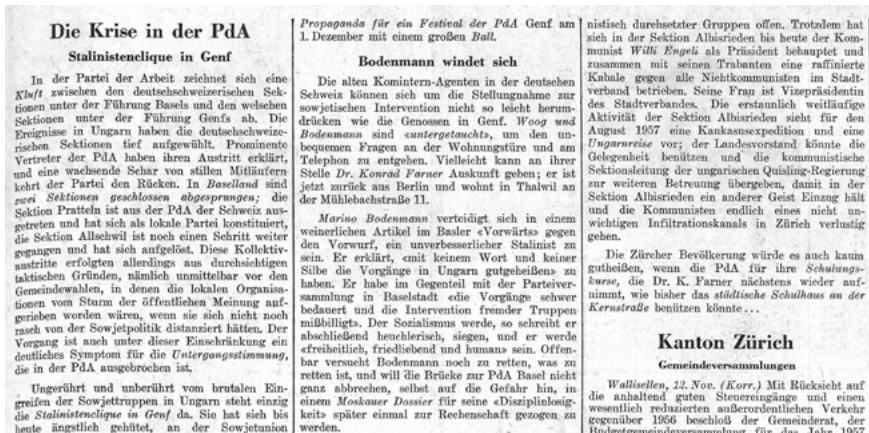 Die Krise in der PdA
Stalinistenclique in Genf
In der Partei der Arbeit zeichnet sich eine
Kluft zwischen den deutschschweizerischen Sek-
tionen unter der Führung Basels und den welschen
Sektionen unter der Führung Genfs ab. Die
Ereignisse in Ungarn haben die deutschschweize-
rischen Sektionen tief aufgewühlt. Prominente
Vertreter der PdA haben ihren Austritt erklärt,
und eine wachsende Schar von stillen Mitläufern
kehrt der Partei den Rücken. In Baselland sind
zwei Sektionen geschlossen abgesprungen; die
Sektion Pratteln ist aus der PdA der Schweiz aus-
getreten und hat sich als lokale Partei konstituiert,
die Sektion Allschwil ist noch einen Schritt weiter
gegangen und hat sich aufgelöst. Diese Kollektiv-
austritte erfolgten allerdings aus durchsichtigen
taktischen Gründen, nämlich unmittelbar vor den
Gemeindewahlen, in denen die lokalen Organisa-
tionen vom Sturm der öffentlichen Meinung auf-
gerieben worden wären, wenn sie sich nicht noch
rasch von der Sowjetpolitik distanziert hätten. Der
Vorgang ist auch unter dieser Einschränkung ein
deutliches Symptom für die Untergangsstimmung,
die in der PdA ausgebrochen ist.
Ungerührt und unberührt vom brutalen Ein-
greifen der Sowjettruppen in Ungarn steht einzig
die Stalinistenclique in Genf da. Sie hat sich bis
heute ängstlich gehütet, an der Sowjetunion
Propaganda für ein Festival der PdA Genf am
1. Dezember mit einem großen Ball.
Bodenmann windet sich
Die alten Komintern-Agenten in der deutschen
Schweiz können sich um die Stellungnahme zur
sowjetischen Intervention nicht so leicht herum-
drücken wie die Genossen in Genf. Woog und
Bodenmann sind «untergetaucht», um den un-
bequemen Fragen an der Wohnungstüre und am
Telephon zu entgehen. Vielleicht kann an ihrer
Stelle Dr. Konrad Farner Auskunft geben; er ist
jetzt zurück aus Berlin und wohnt in Thalwil an
der Mühlebachstraße 11.
Marino Bodenmann verteidigt sich in einem
weinerlichen Artikel im Basler «Vorwärts» gegen
den Vorwurf, ein unverbesserlicher Stalinist zu
sein. Er erklärt, «mit keinem Wort und keiner
Silbe die Vorgänge in Ungarn gutgeheißen» zu
haben. Er habe im Gegenteil mit der Parteiver-
sammlung in Baselstadt «die Vorgänge schwer
bedauert und die Intervention fremder Truppen
mißbilligt». Der Sozialismus werde, so schreibt er
abschließend heuchlerisch, siegen, und er werde
«freiheitlich, friedliebend und human» sein. Offen-
bar versucht Bodenmann noch zu retten, was zu
retten ist, und will die Brücke zur PdA Basel nicht
ganz abbrechen, selbst auf die Gefahr hin, in
einem Moskauer Dossier für seine «Disziplinlosig-
keit» später einmal zur Rechenschaft gezogen zu
werden.
nistisch durchsetzter Gruppen offen. Trotzdem hat
sich in der Sektion Albisrieden bis heute der Kom-
munist Willi Engeli als Präsident behauptet und
zusammen mit seinen Trabanten eine raffinierte
Kabale gegen alle Nichtkommunisten im Stadt-
verband betrieben. Seine Frau ist Vizepräsidentin
des Stadtverbandes. Die erstaunlich weitläufige
Aktivität der Sektion Albisrieden sieht für den
August 1957 eine Kaukasusexpedition und eine
Ungarnreise vor; der Landesvorstand könnte die
Gelegenheit benützen und die kommunistische
Sektionsleitung der ungarischen Quisling-Regierung
zur weiteren Betreuung übergeben, damit in der
Sektion Albisrieden ein anderer Geist Einzug hält
und die Kommunisten endlich eines nicht un-
wichtigen Infiltrationskanals in Zürich verlustig
gehen.
Die Zürcher Bevölkerung würde es auch kaum
gutheißen, wenn die PdA für ihre Schulungs-
kurse, die Dr. K. Farner nächstens wieder auf-
nimmt, wie bisher das städtische Schulhaus an der
Kernstraße benützen könnte...
Kanton Zürich
Gemeindeversammlungen
Wallisellen, 12. Nov. (Korr.) Mit Rücksicht auf
die anhaltend guten Steuereingänge und einen
wesentlich reduzierten außerordentlichen Verkehr
gegenüber 1956 beschloß der Gemeinderat, der
Budgetgemeindeversammlung für das Jahr 1957